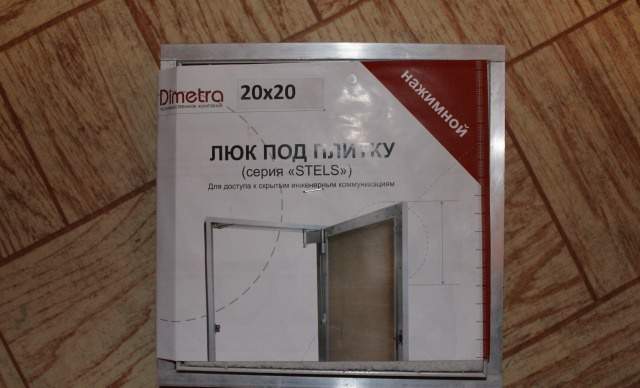 Dimetra
20x20
нажимной
ЛЮК ПОД ПЛИТКУ
(серия «STELS»)
Для доступа к скрытым инженерным коммуникациям